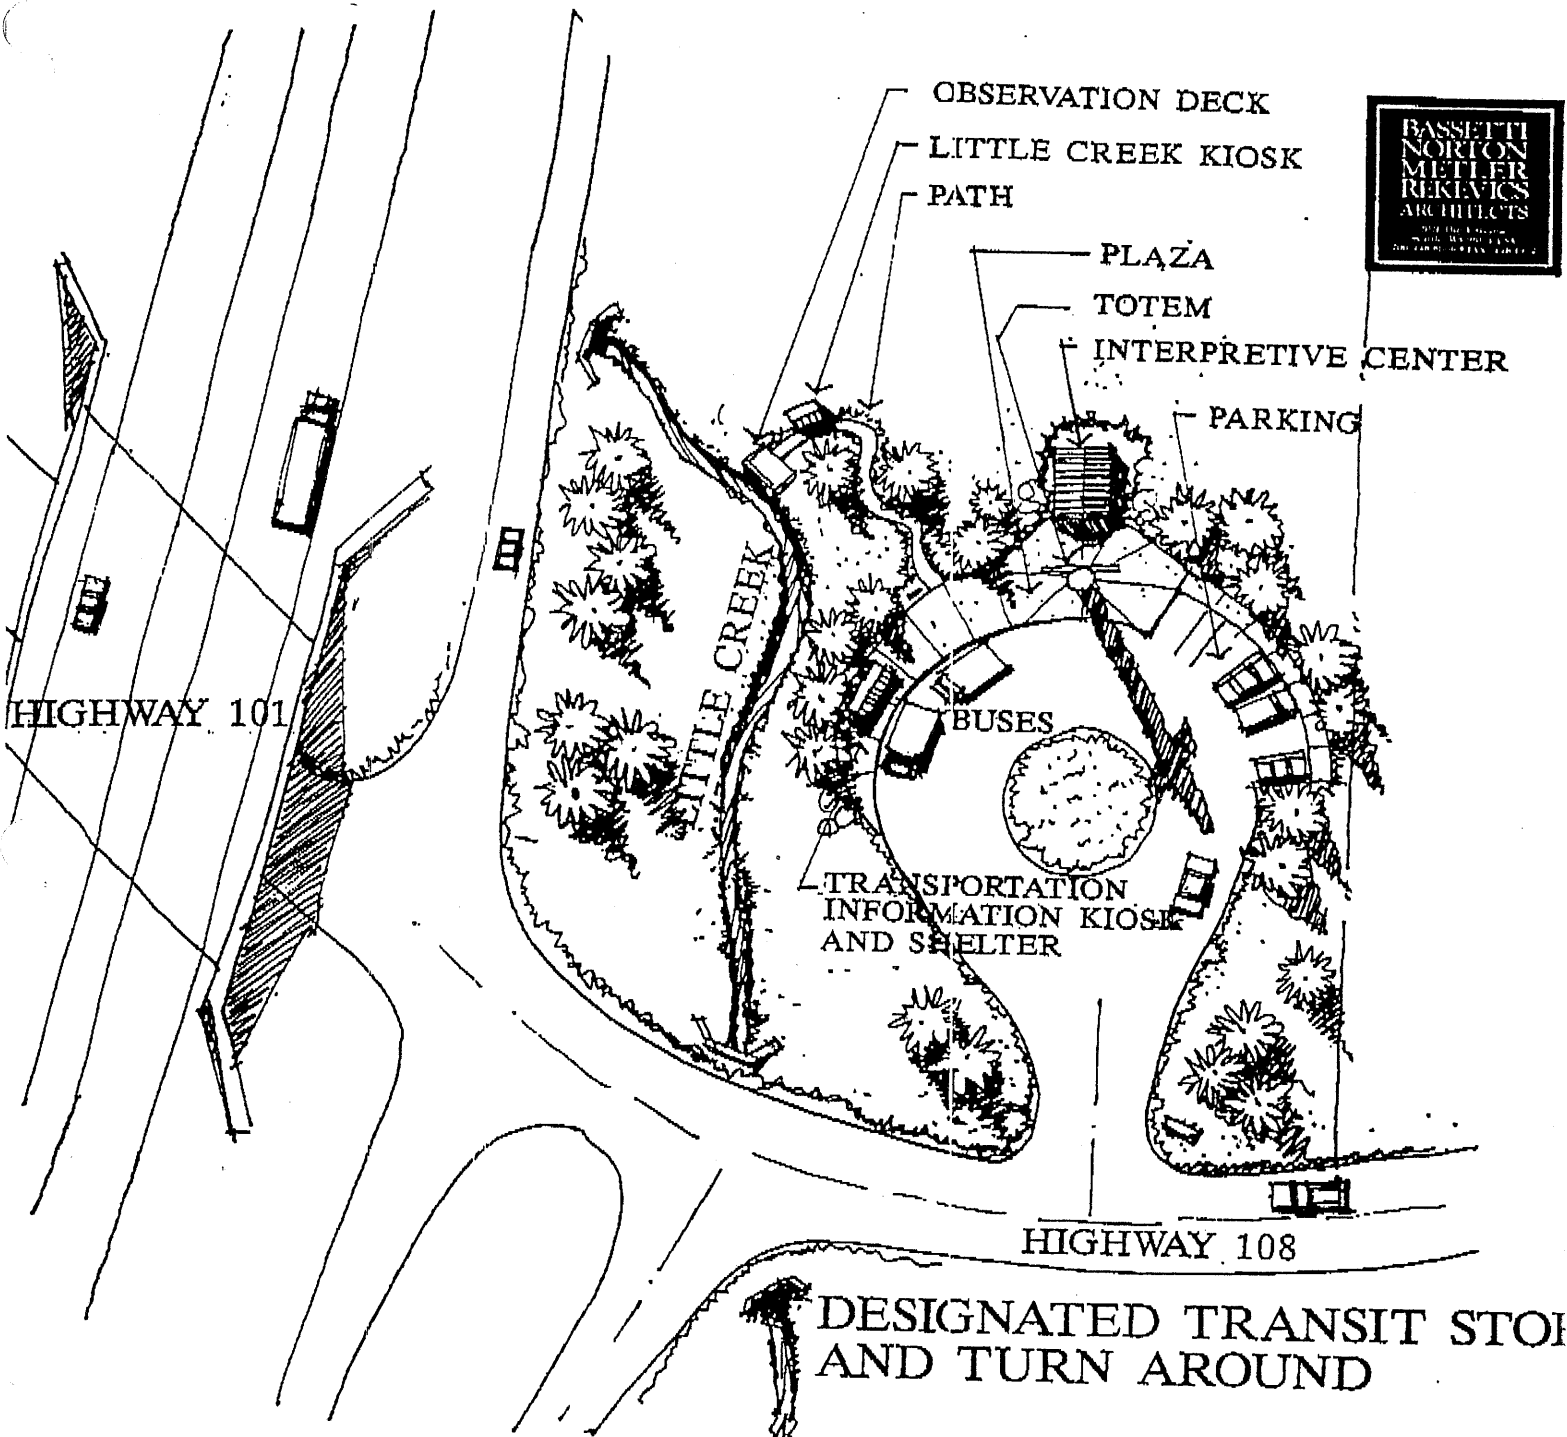 OBSERVATION DECK
LITTLE CREEK KIOSK
PATH
PLAZA
TOTEM
INTERPRETIVE CENTER
PARKING
BASSETTI
NORTON
METLER
REKEVICS
ARCHITECTS
LITTLE CREEK
HIGHWAY 101
BUSES
TRANSPORTATION
INFORMATION KIOSK
AND SHELTER
HIGHWAY 108
DESIGNATED TRANSIT STOP
AND TURN AROUND